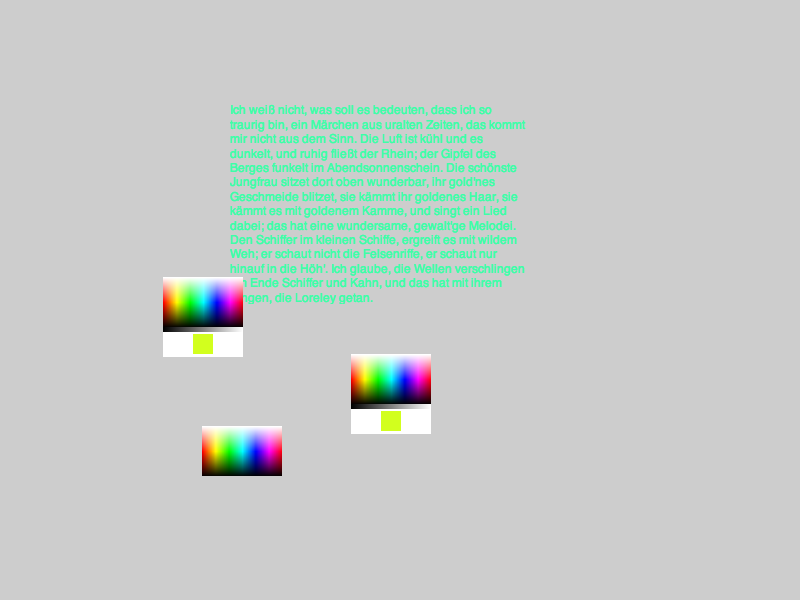 Ich weiß nicht, was soll es bedeuten, dass ich so
traurig bin, ein Märchen aus uralten Zeiten, das kommt
mir nicht aus dem Sinn. Die Luft ist kühl und es
dunkelt, und ruhig fließt der Rhein; der Gipfel des
Berges funkelt im Abendsonnenschein. Die schönste
Jungfrau sitzet dort oben wunderbar, ihr gold'nes
Geschmeide blitzet, sie kämmt ihr goldenes Haar, sie
kämmt es mit goldenem Kamme, und singt ein Lied
dabei; das hat eine wundersame, gewalt'ge Melodei.
Den Schiffer im kleinen Schiffe, ergreift es mit wildem
Weh; er schaut nicht die Felsenriffe, er schaut nur
hinauf in die Höh'. Ich glaube, die Wellen verschlingen
Ende Schiffer und Kahn, und das hat mit ihrem
die Loreley getan.